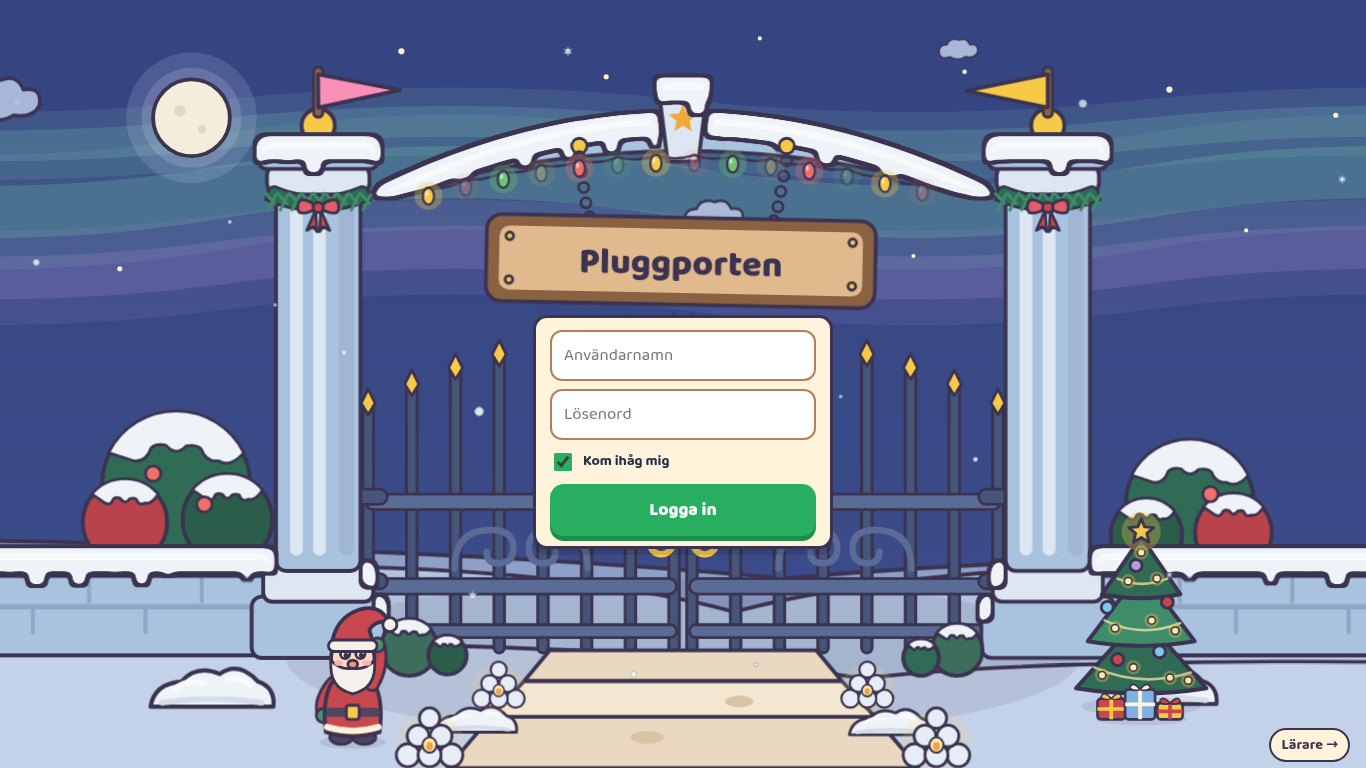 Pluggporten
Användarnamn
Lösenord
Kom ihåg mig
Logga in
Lärare →